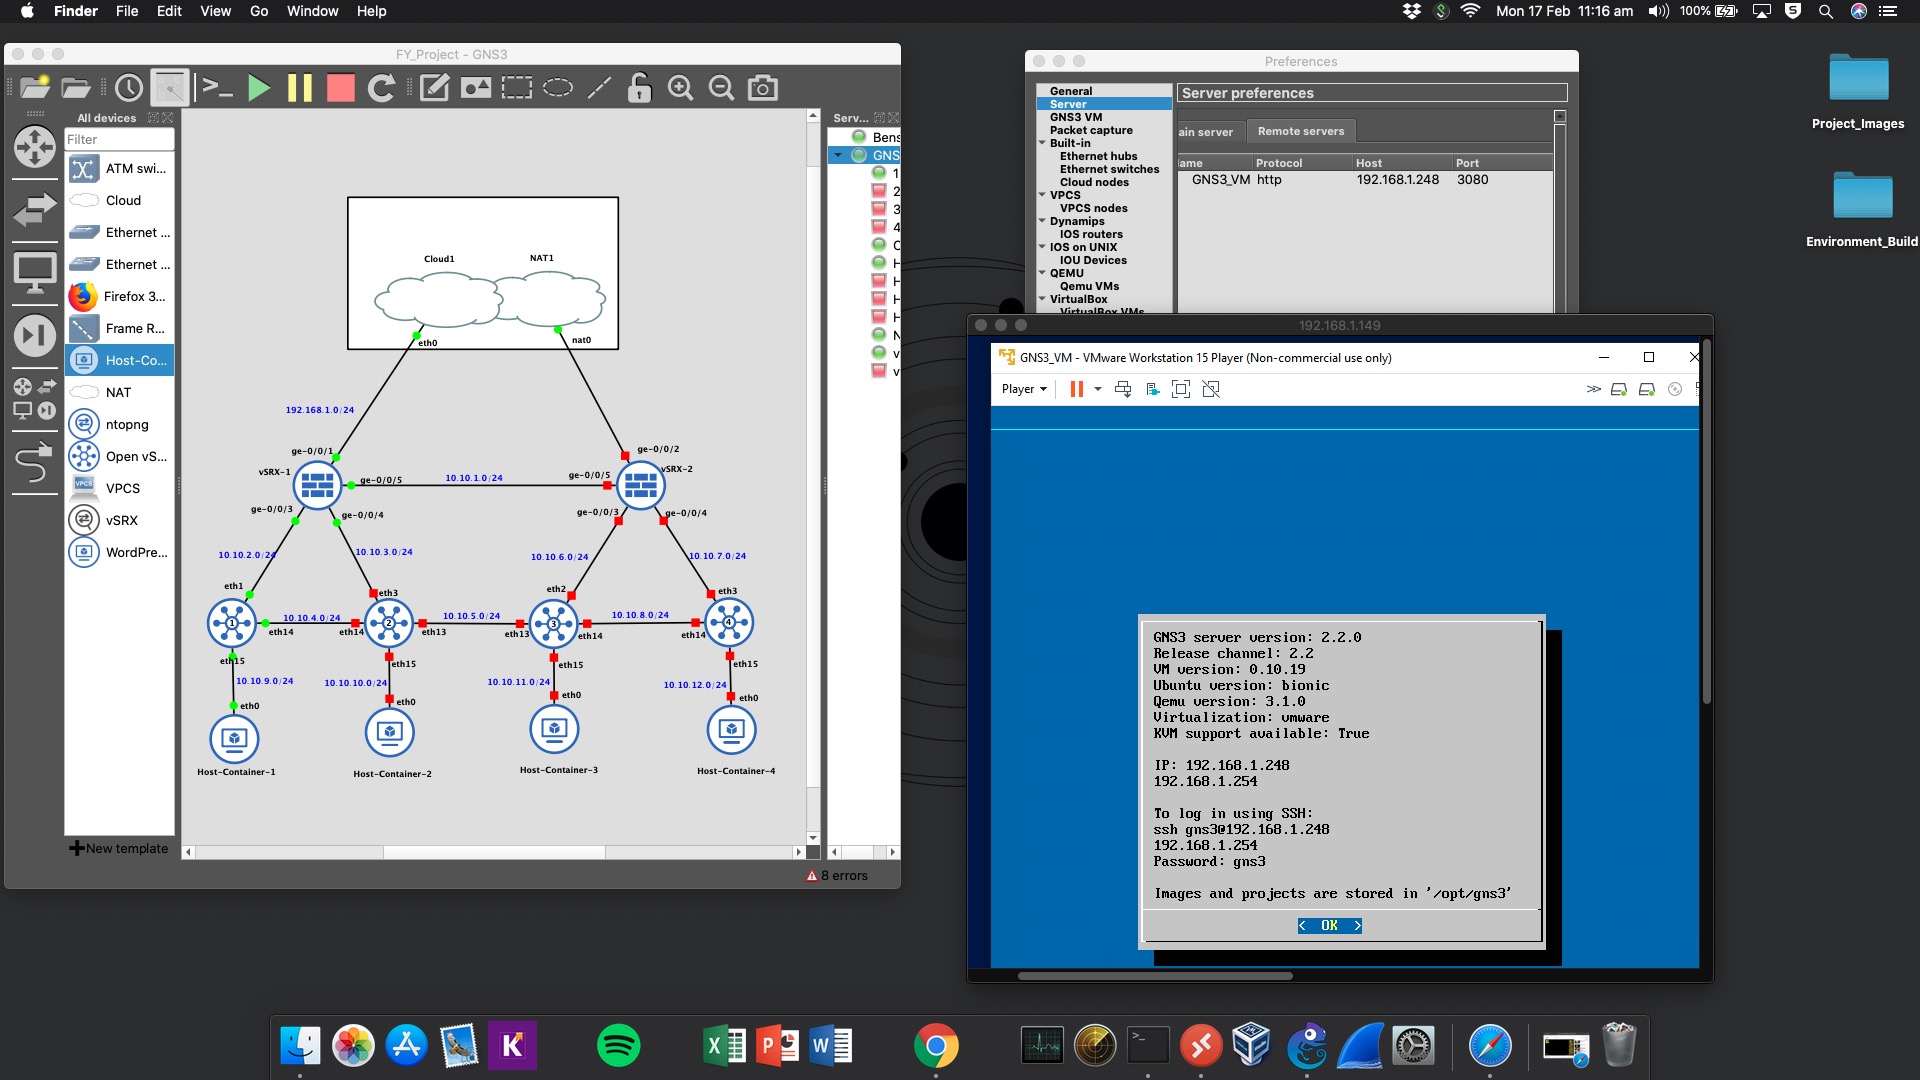 Finder File Edit View Go Window Help
Mon 17 Feb 11:16 am
100%
FY_Project - GNS3
All devices
Filter
ATM swi...
Cloud
Ethernet ...
Ethernet ...
Firefox 3...
Frame R...
Host-Co...
NAT
ntopng
Open vS...
VPCS
VPCS
vSRX
WordPre...
New template
Cloud1
NAT1
eth0
nat0
192.168.1.0/24
ge-0/0/1
ge-0/0/2
vSRX-1
vSRX-2
ge-0/0/5
10.10.1.0/24
ge-0/0/5
ge-0/0/3
ge-0/0/4
ge-0/0/3
ge-0/0/4
10.10.2.0/24
10.10.3.0/24
10.10.6.0/24
10.10.7.0/24
eth1
eth3
eth2
eth3
1
10.10.4.0/24
2
10.10.5.0/24
3
10.10.8.0/24
4
eth14
eth14
eth13
eth13
eth14
eth14
eth15
eth15
eth15
eth15
10.10.9.0/24
10.10.10.0/24
10.10.11.0/24
10.10.12.0/24
eth0
eth0
eth0
eth0
Host-Container-1
Host-Container-2
Host-Container-3
Host-Container-4
Serv...
Bens
GNS
1
2
3
4
C
H
H
H
H
N
v
v
8 errors
Preferences
General
Server
GNS3 VM
Packet capture
Built-in
Ethernet hubs
Ethernet switches
Cloud nodes
VPCS
VPCS nodes
Dynamips
IOS routers
IOS on UNIX
IOU Devices
QEMU
Qemu VMs
VirtualBox
VirtualBox VMs
Server preferences
ain server
Remote servers
ame Protocol Host Port
GNS3_VM http 192.168.1.248 3080
192.168.1.149
GNS3_VM - VMware Workstation 15 Player (Non-commercial use only)
Player
GNS3 server version: 2.2.0
Release channel: 2.2
VM version: 0.10.19
Ubuntu version: bionic
Qemu version: 3.1.0
Virtualization: vmware
KVM support available: True
IP: 192.168.1.248
192.168.1.254
To log in using SSH:
ssh gns3@192.168.1.248
192.168.1.254
Password: gns3
Images and projects are stored in '/opt/gns3'
< OK >
Project_Images
Environment_Build